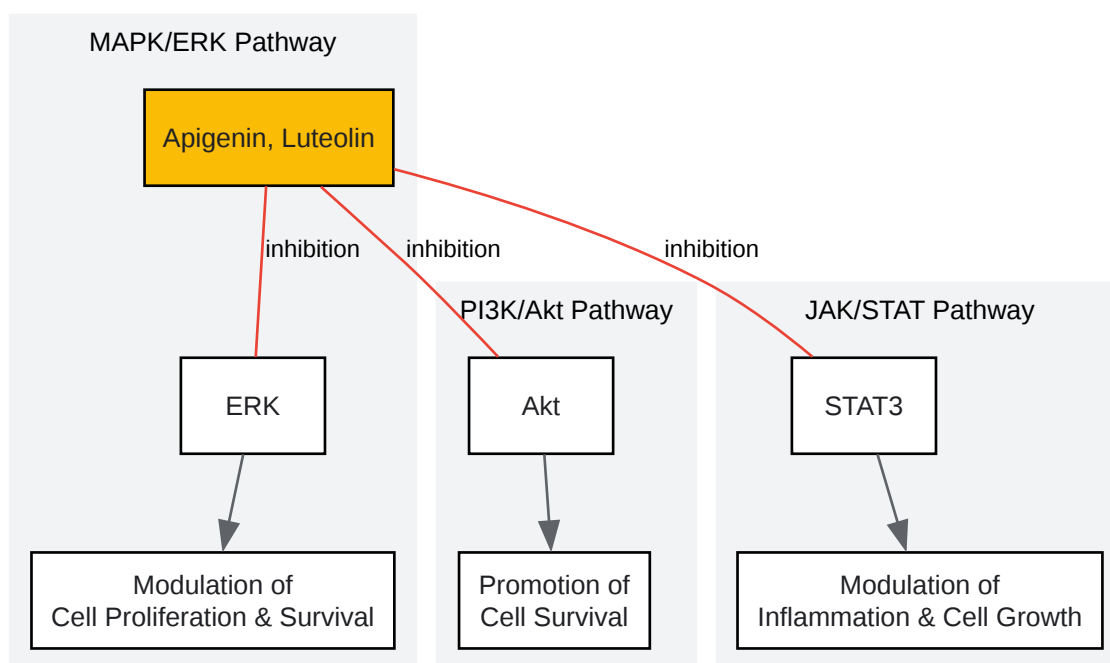 MAPK/ERK Pathway
Apigenin, Luteolin
inhibition
inhibition
inhibition
PI3K/Akt Pathway
JAK/STAT Pathway
ERK
Akt
STAT3
Modulation of
Cell Proliferation & Survival
Promotion of
Cell Survival
Modulation of
Inflammation & Cell Growth